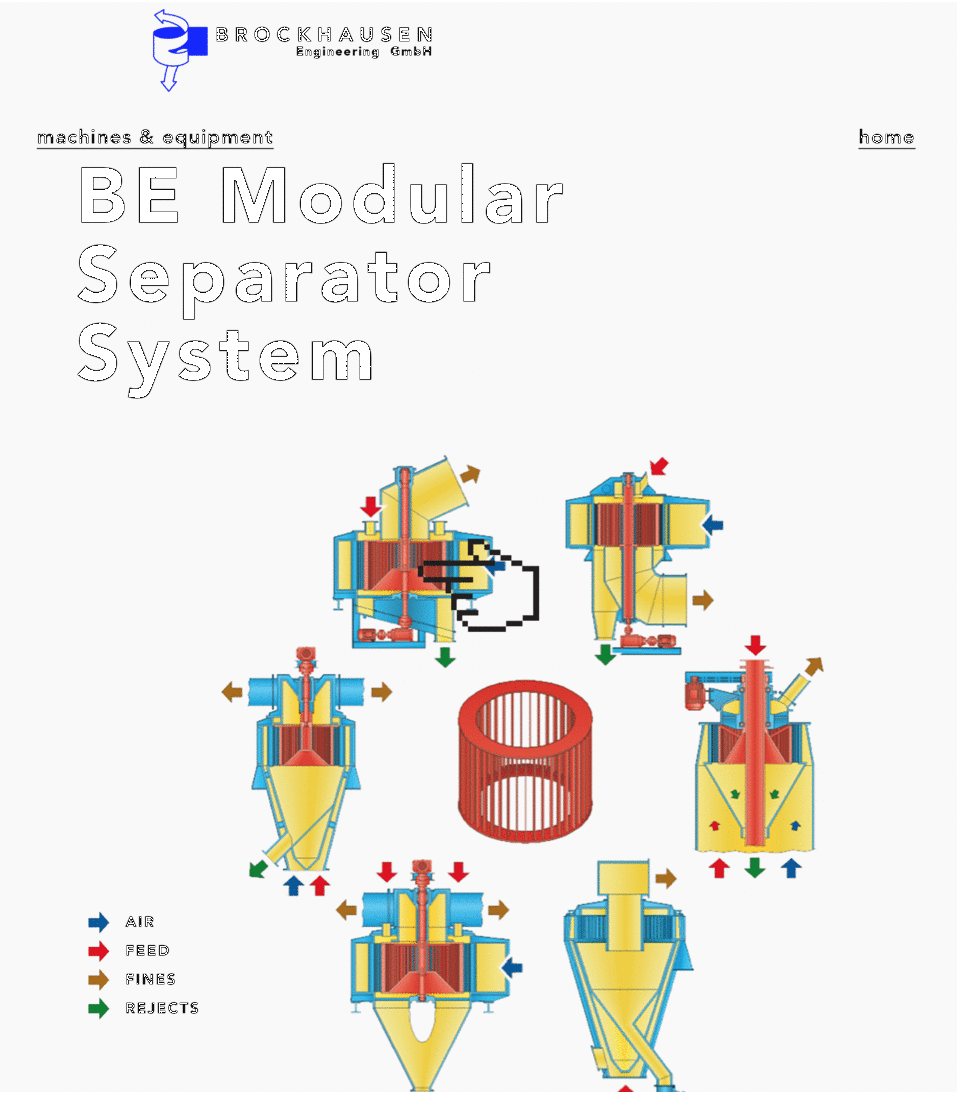 BROCKHAUSEN
Engineering GmbH
machines & equipment
home
BE Modular
Separator
System
AIR
FEED
FINES
REJECTS